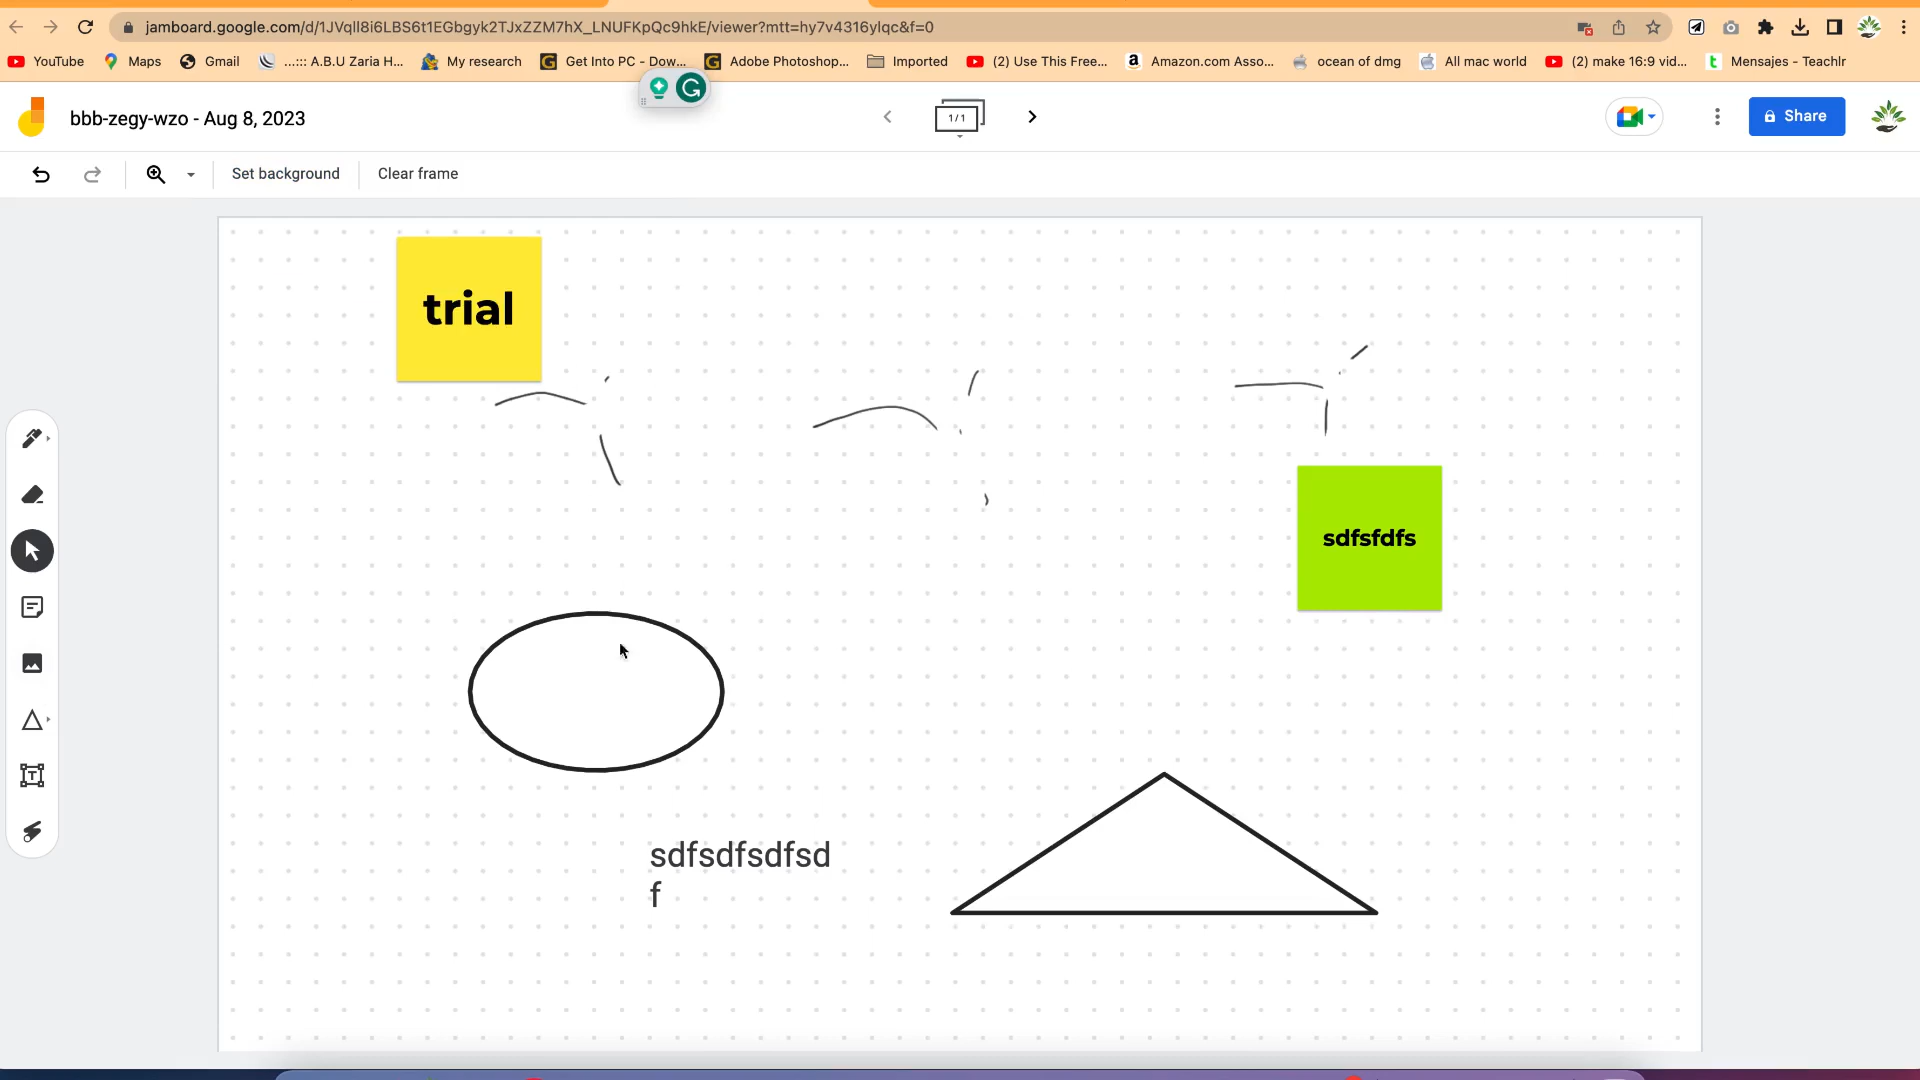 jamboard.google.com/d/1JVqlI8i6LBS6t1EGbgyk2TJxZZM7hX_LNUFKpQc9hkE/viewer?mtt=hy7v4316ylqc&f=0
YouTube Maps Gmail ...::: A.B.U Zaria H... My research Get Into PC - Dow... Adobe Photoshop... Imported (2) Use This Free... Amazon.com Asso... ocean of dmg All mac world (2) make 16:9 vid... Mensajes - Teachlr
bbb-zegy-wzo - Aug 8, 2023
1/1
Share
Set background Clear frame
trial
sdfsfdfs
sdfsdfsdfsd
f